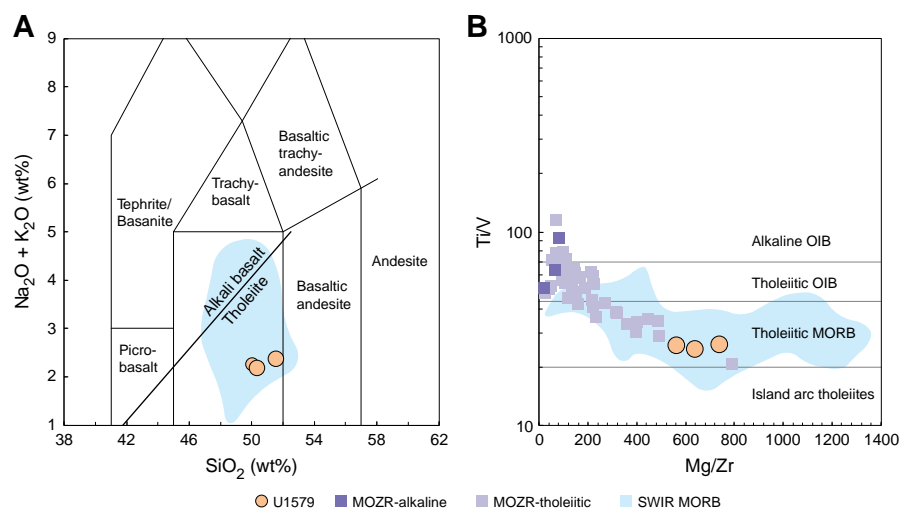 A
9
8
7
6
5
4
3
2
1
Na2O + K2O (wt%)
38
42
46
50
54
58
62
SiO2 (wt%)
Basaltic
trachy-
andesite
Trachy-
basalt
Tephrite/
Basanite
Alkali basalt
Tholeiite
Basaltic
andesite
Andesite
Picro-
basalt
B
1000
100
10
Ti/V
0
200
400
600
800
1000
1200
1400
Mg/Zr
Alkaline OIB
Tholeiitic OIB
Tholeiitic MORB
Island arc tholeiites
U1579
MOZR-alkaline
MOZR-tholeiitic
SWIR MORB